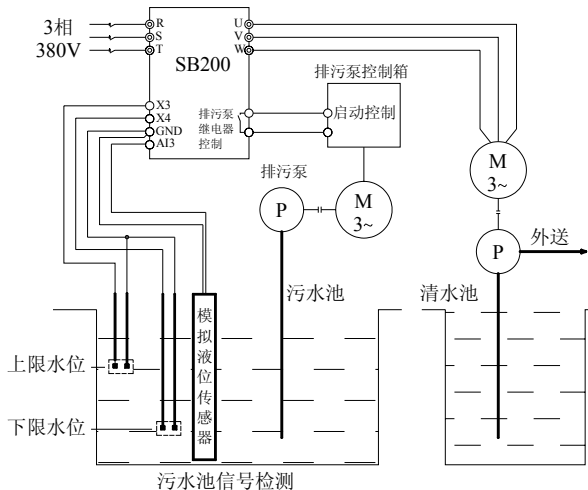 3相
380V
R
S
T
SB200
U
V
W
X3
X4
GND
AI3
排污泵
继电器
控制
排污泵控制箱
启动控制
排污泵
P
M
3~
M
3~
P
外送
污水池
清水池
模拟液位传感器
上限水位
下限水位
污水池信号检测